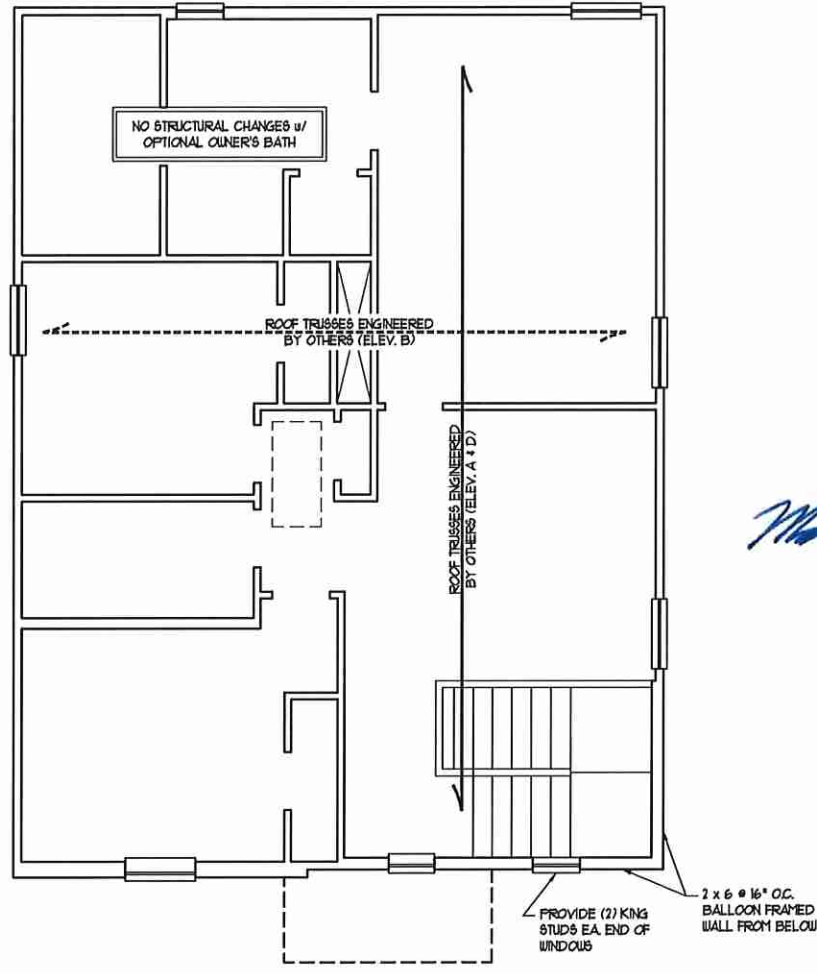 NO STRUCTURAL CHANGES w/
OPTIONAL OWNER'S BATH
ROOF TRUSSES ENGINEERED
BY OTHERS (ELEV. B)
ROOF TRUSSES ENGINEERED
BY OTHERS (ELEV. A & D)
PROVIDE (2) KING
STUDS EA. END OF
WINDOWS
2 x 6 @ 16" O.C.
BALLOON FRAMED
WALL FROM BELOW